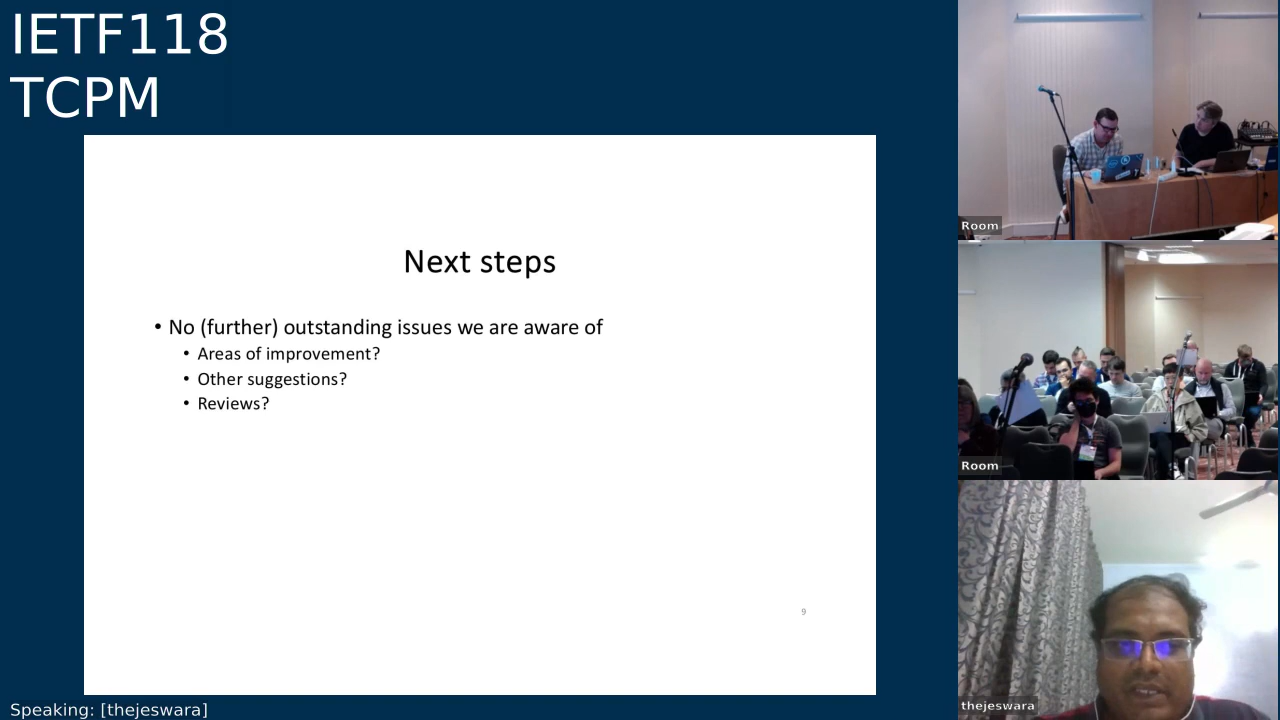 IETF118
TCPM
Next steps
• No (further) outstanding issues we are aware of
• Areas of improvement?
• Other suggestions?
• Reviews?
9
Room
Room
thejeswara
Speaking: [thejeswara]